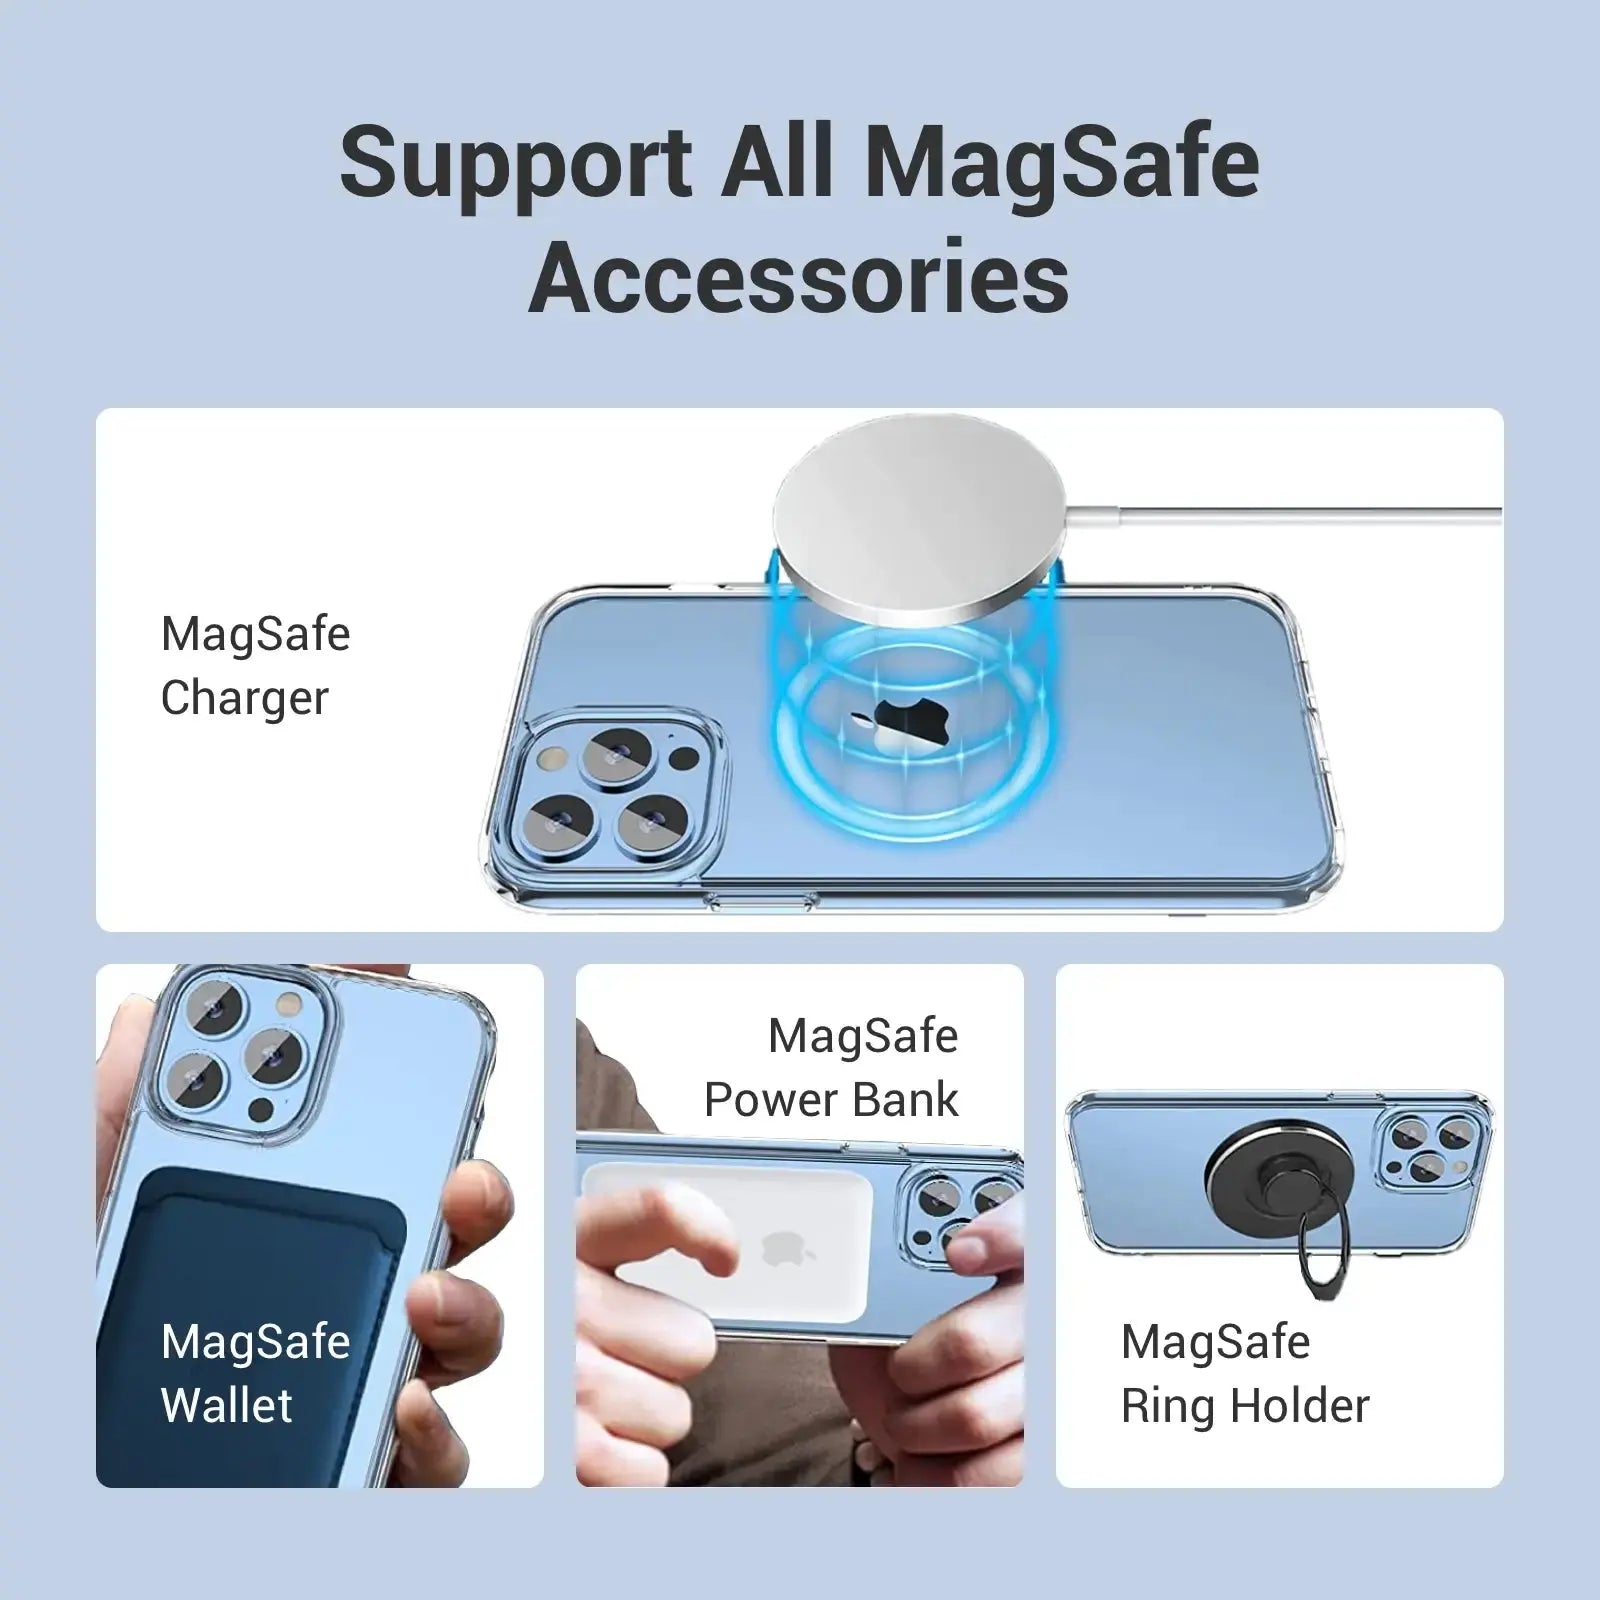 Support All MagSafe
Accessories
MagSafe
Charger
MagSafe
Wallet
MagSafe
Power Bank
MagSafe
Ring Holder